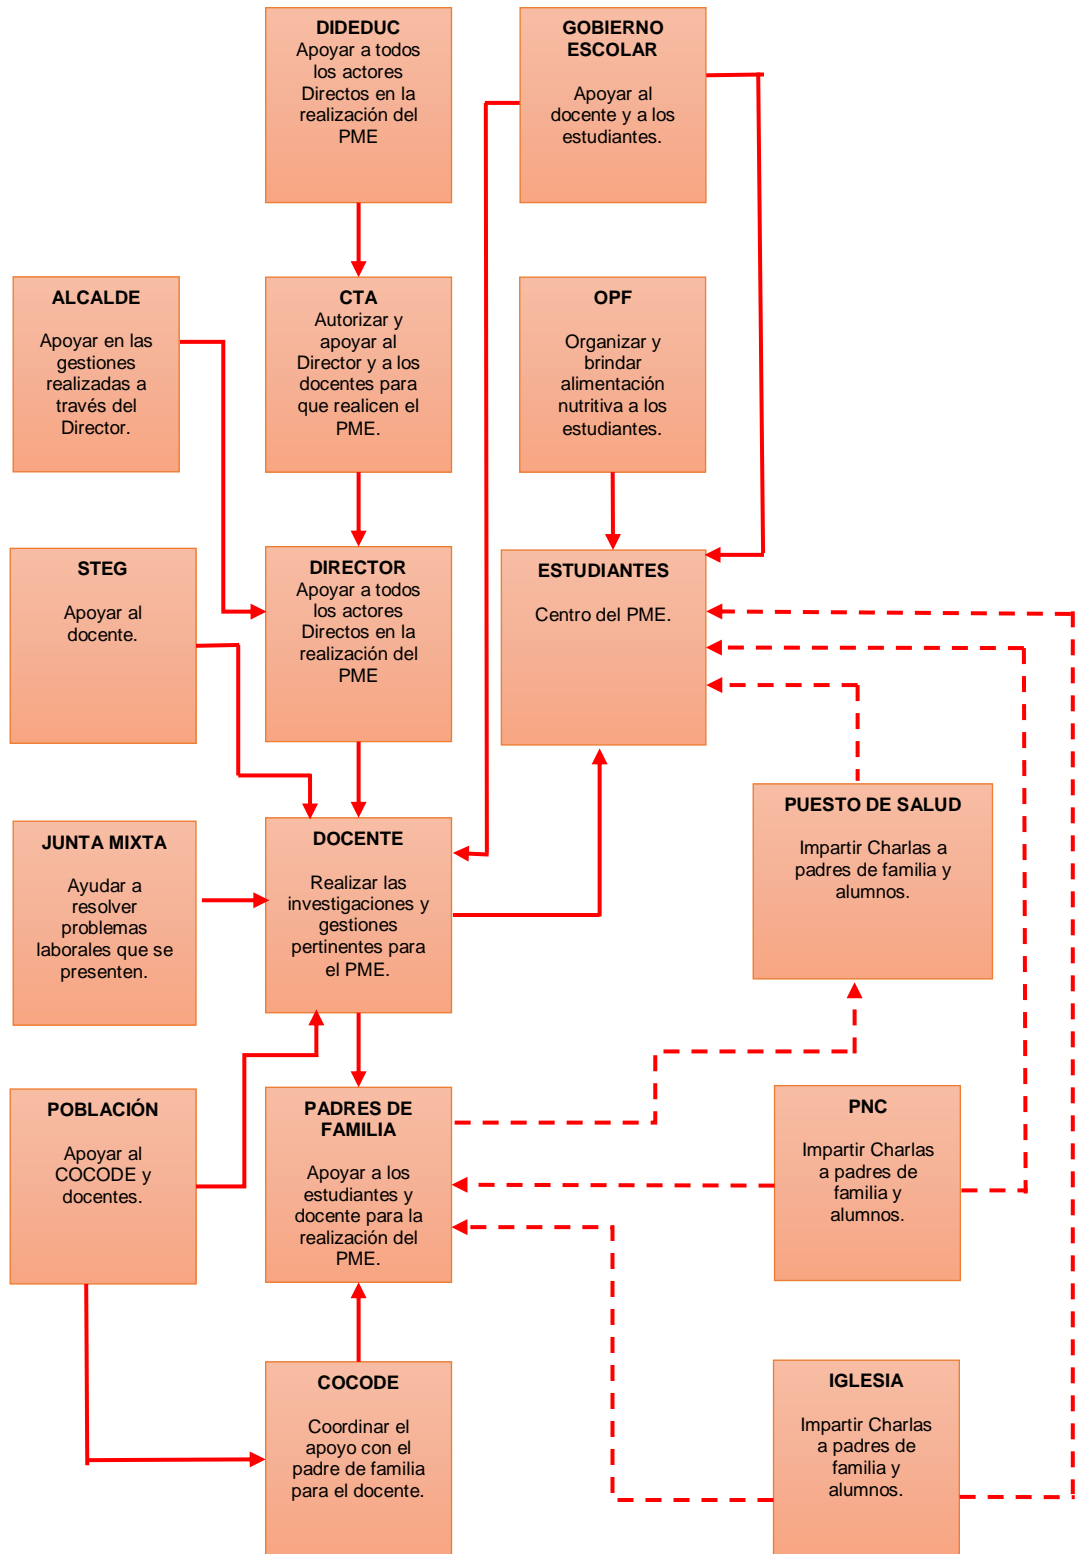 DIDEDUC
Apoyar a todos
los actores
Directos en la
realización del
PME
GOBIERNO
ESCOLAR
Apoyar al
docente y a los
estudiantes.
ALCALDE
Apoyar en las
gestiones
realizadas a
través del
Director.
CTA
Autorizar y
apoyar al
Director y a los
docentes para
que realicen el
PME.
OPF
Organizar y
brindar
alimentación
nutritiva a los
estudiantes.
STEG
Apoyar al
docente.
DIRECTOR
Apoyar a todos
los actores
Directos en la
realización del
PME
ESTUDIANTES
Centro del PME.
JUNTA MIXTA
Ayudar a
resolver
problemas
laborales que se
presenten.
DOCENTE
Realizar las
investigaciones y
gestiones
pertinentes para
el PME.
PUESTO DE SALUD
Impartir Charlas a
padres de familia y
alumnos.
POBLACIÓN
Apoyar al
COCODE y
docentes.
PADRES DE
FAMILIA
Apoyar a los
estudiantes y
docente para la
realización del
PME.
PNC
Impartir Charlas
a padres de
familia y
alumnos.
COCODE
Coordinar el
apoyo con el
padre de familia
para el docente.
IGLESIA
Impartir Charlas
a padres de
familia y
alumnos.